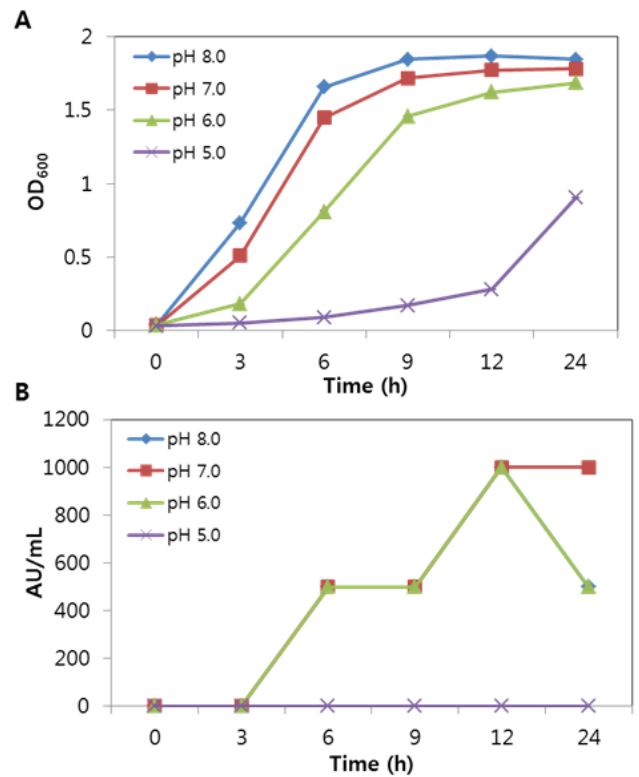 A
2
1.5
1
0.5
0
OD600
pH 8.0
pH 7.0
pH 6.0
pH 5.0
0 3 6 9 12 24
Time (h)
B
1200
1000
800
600
400
200
0
AU/mL
pH 8.0
pH 7.0
pH 6.0
pH 5.0
0 3 6 9 12 24
Time (h)